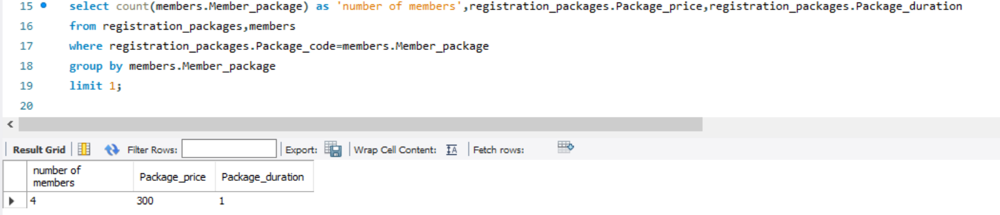 15 select count(members.Member_package) as 'number of members',registration_packages.Package_price,registration_packages.Package_duration
16 from registration_packages,members
17 where registration_packages.Package_code=members.Member_package
18 group by members.Member_package
19 limit 1;
20
Result Grid Filter Rows: Export: Wrap Cell Content: Fetch rows:
number of
members Package_price Package_duration
4 300 1